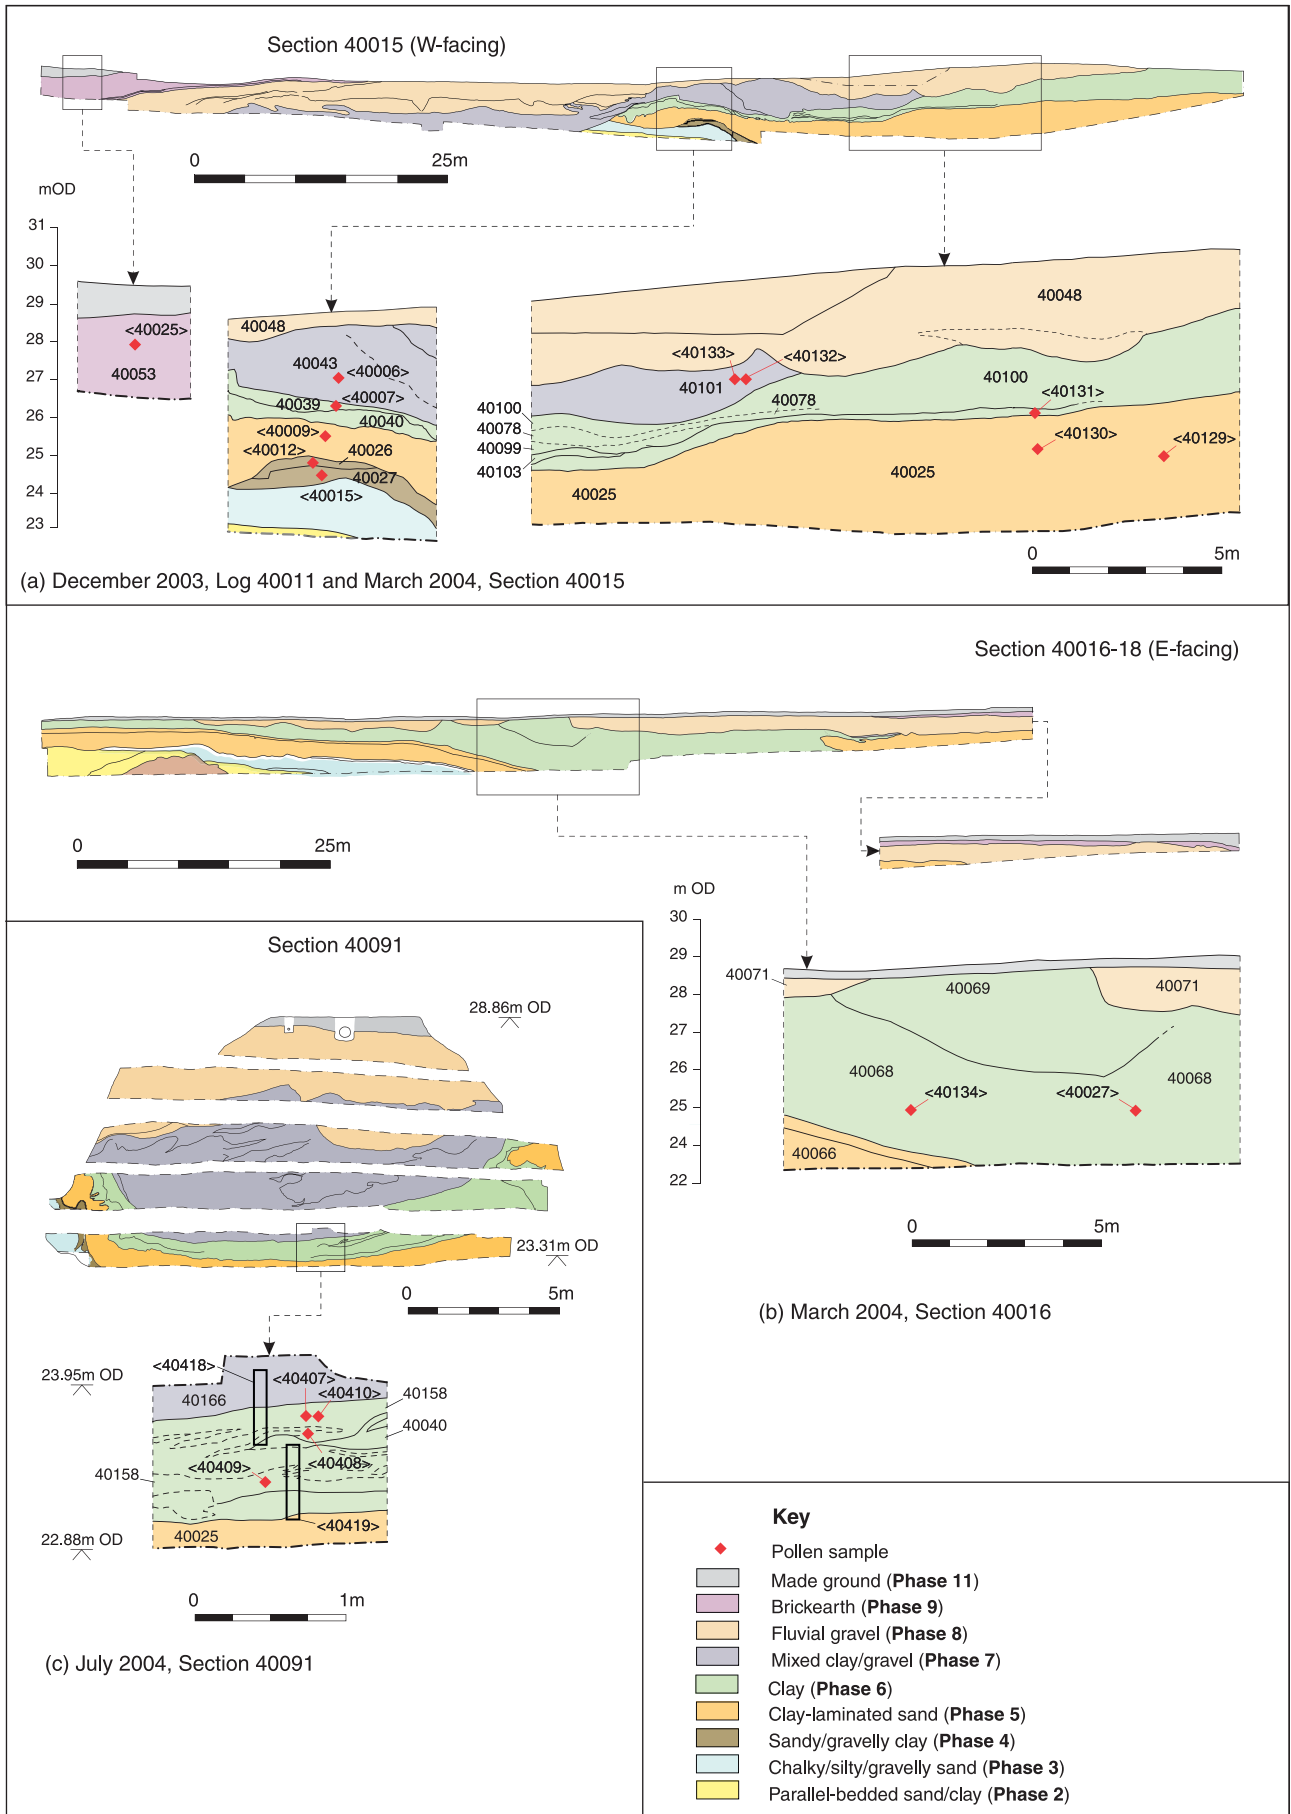 Section 40015 (W-facing)
0 25m
mOD
31
30
29
28
27
26
25
24
23
<40025>
40053
40048
40043
<40006>
<40007>
40039
40040
<40009>
<40012>
40026
40027
<40015>
40048
<40133>
<40132>
40101
40100
40078
<40131>
40100
40078
40099
40103
<40130>
<40129>
40025
40025
0 5m
(a) December 2003, Log 40011 and March 2004, Section 40015
Section 40016-18 (E-facing)
0 25m
m OD
30
29
28
27
26
25
24
22
40071
40069
40071
40068
40068
<40134>
<40027>
40066
0 5m
(b) March 2004, Section 40016
Section 40091
28.86m OD
23.31m OD
0 5m
<40418>
<40407>
<40410>
23.95m OD
40166
40158
40040
40158
<40409>
<40408>
40025
<40419>
22.88m OD
0 1m
(c) July 2004, Section 40091
Key
Pollen sample
Made ground (Phase 11)
Brickearth (Phase 9)
Fluvial gravel (Phase 8)
Mixed clay/gravel (Phase 7)
Clay (Phase 6)
Clay-laminated sand (Phase 5)
Sandy/gravelly clay (Phase 4)
Chalky/silty/gravelly sand (Phase 3)
Parallel-bedded sand/clay (Phase 2)